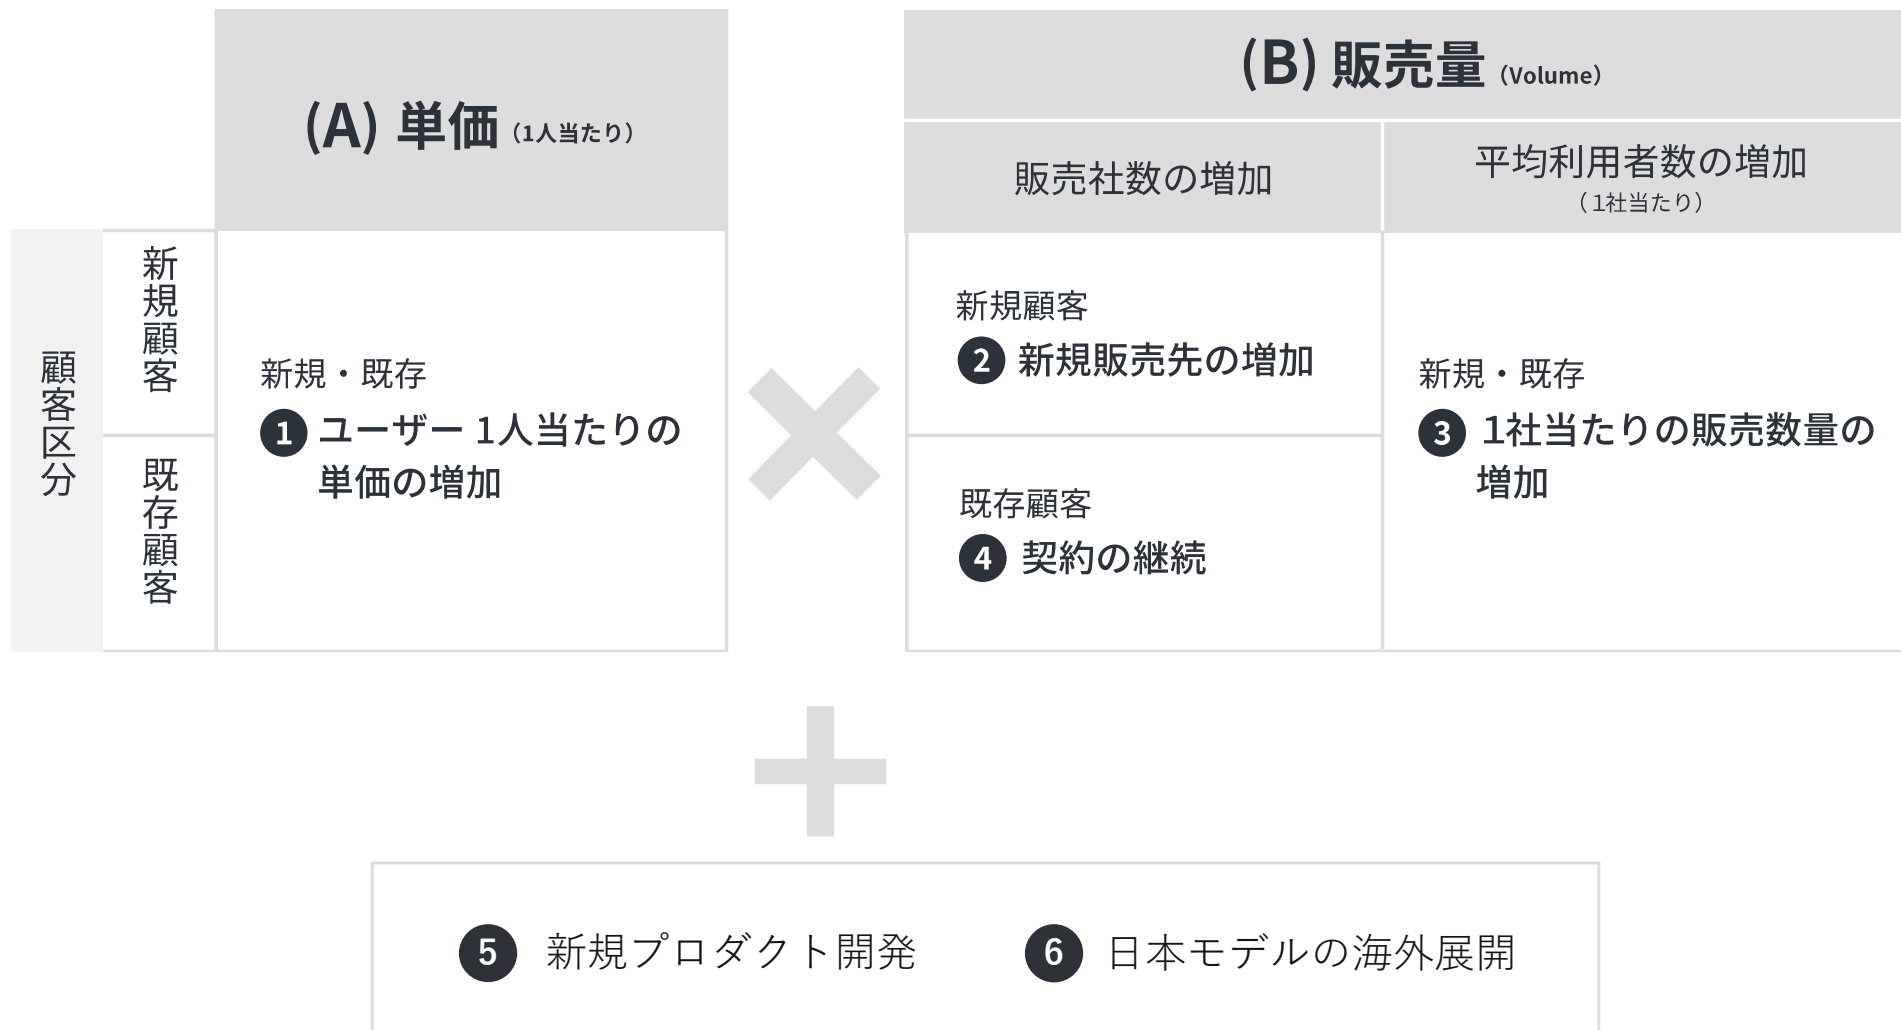 (A) 単価（1人当たり）
(B) 販売量（Volume）
販売社数の増加
平均利用者数の増加
（1社当たり）
顧客区分
新規顧客
既存顧客
新規・既存
1 ユーザー 1人当たりの
単価の増加
新規顧客
2 新規販売先の増加
既存顧客
4 契約の継続
新規・既存
3 1社当たりの販売数量の
増加
5 新規プロダクト開発
6 日本モデルの海外展開